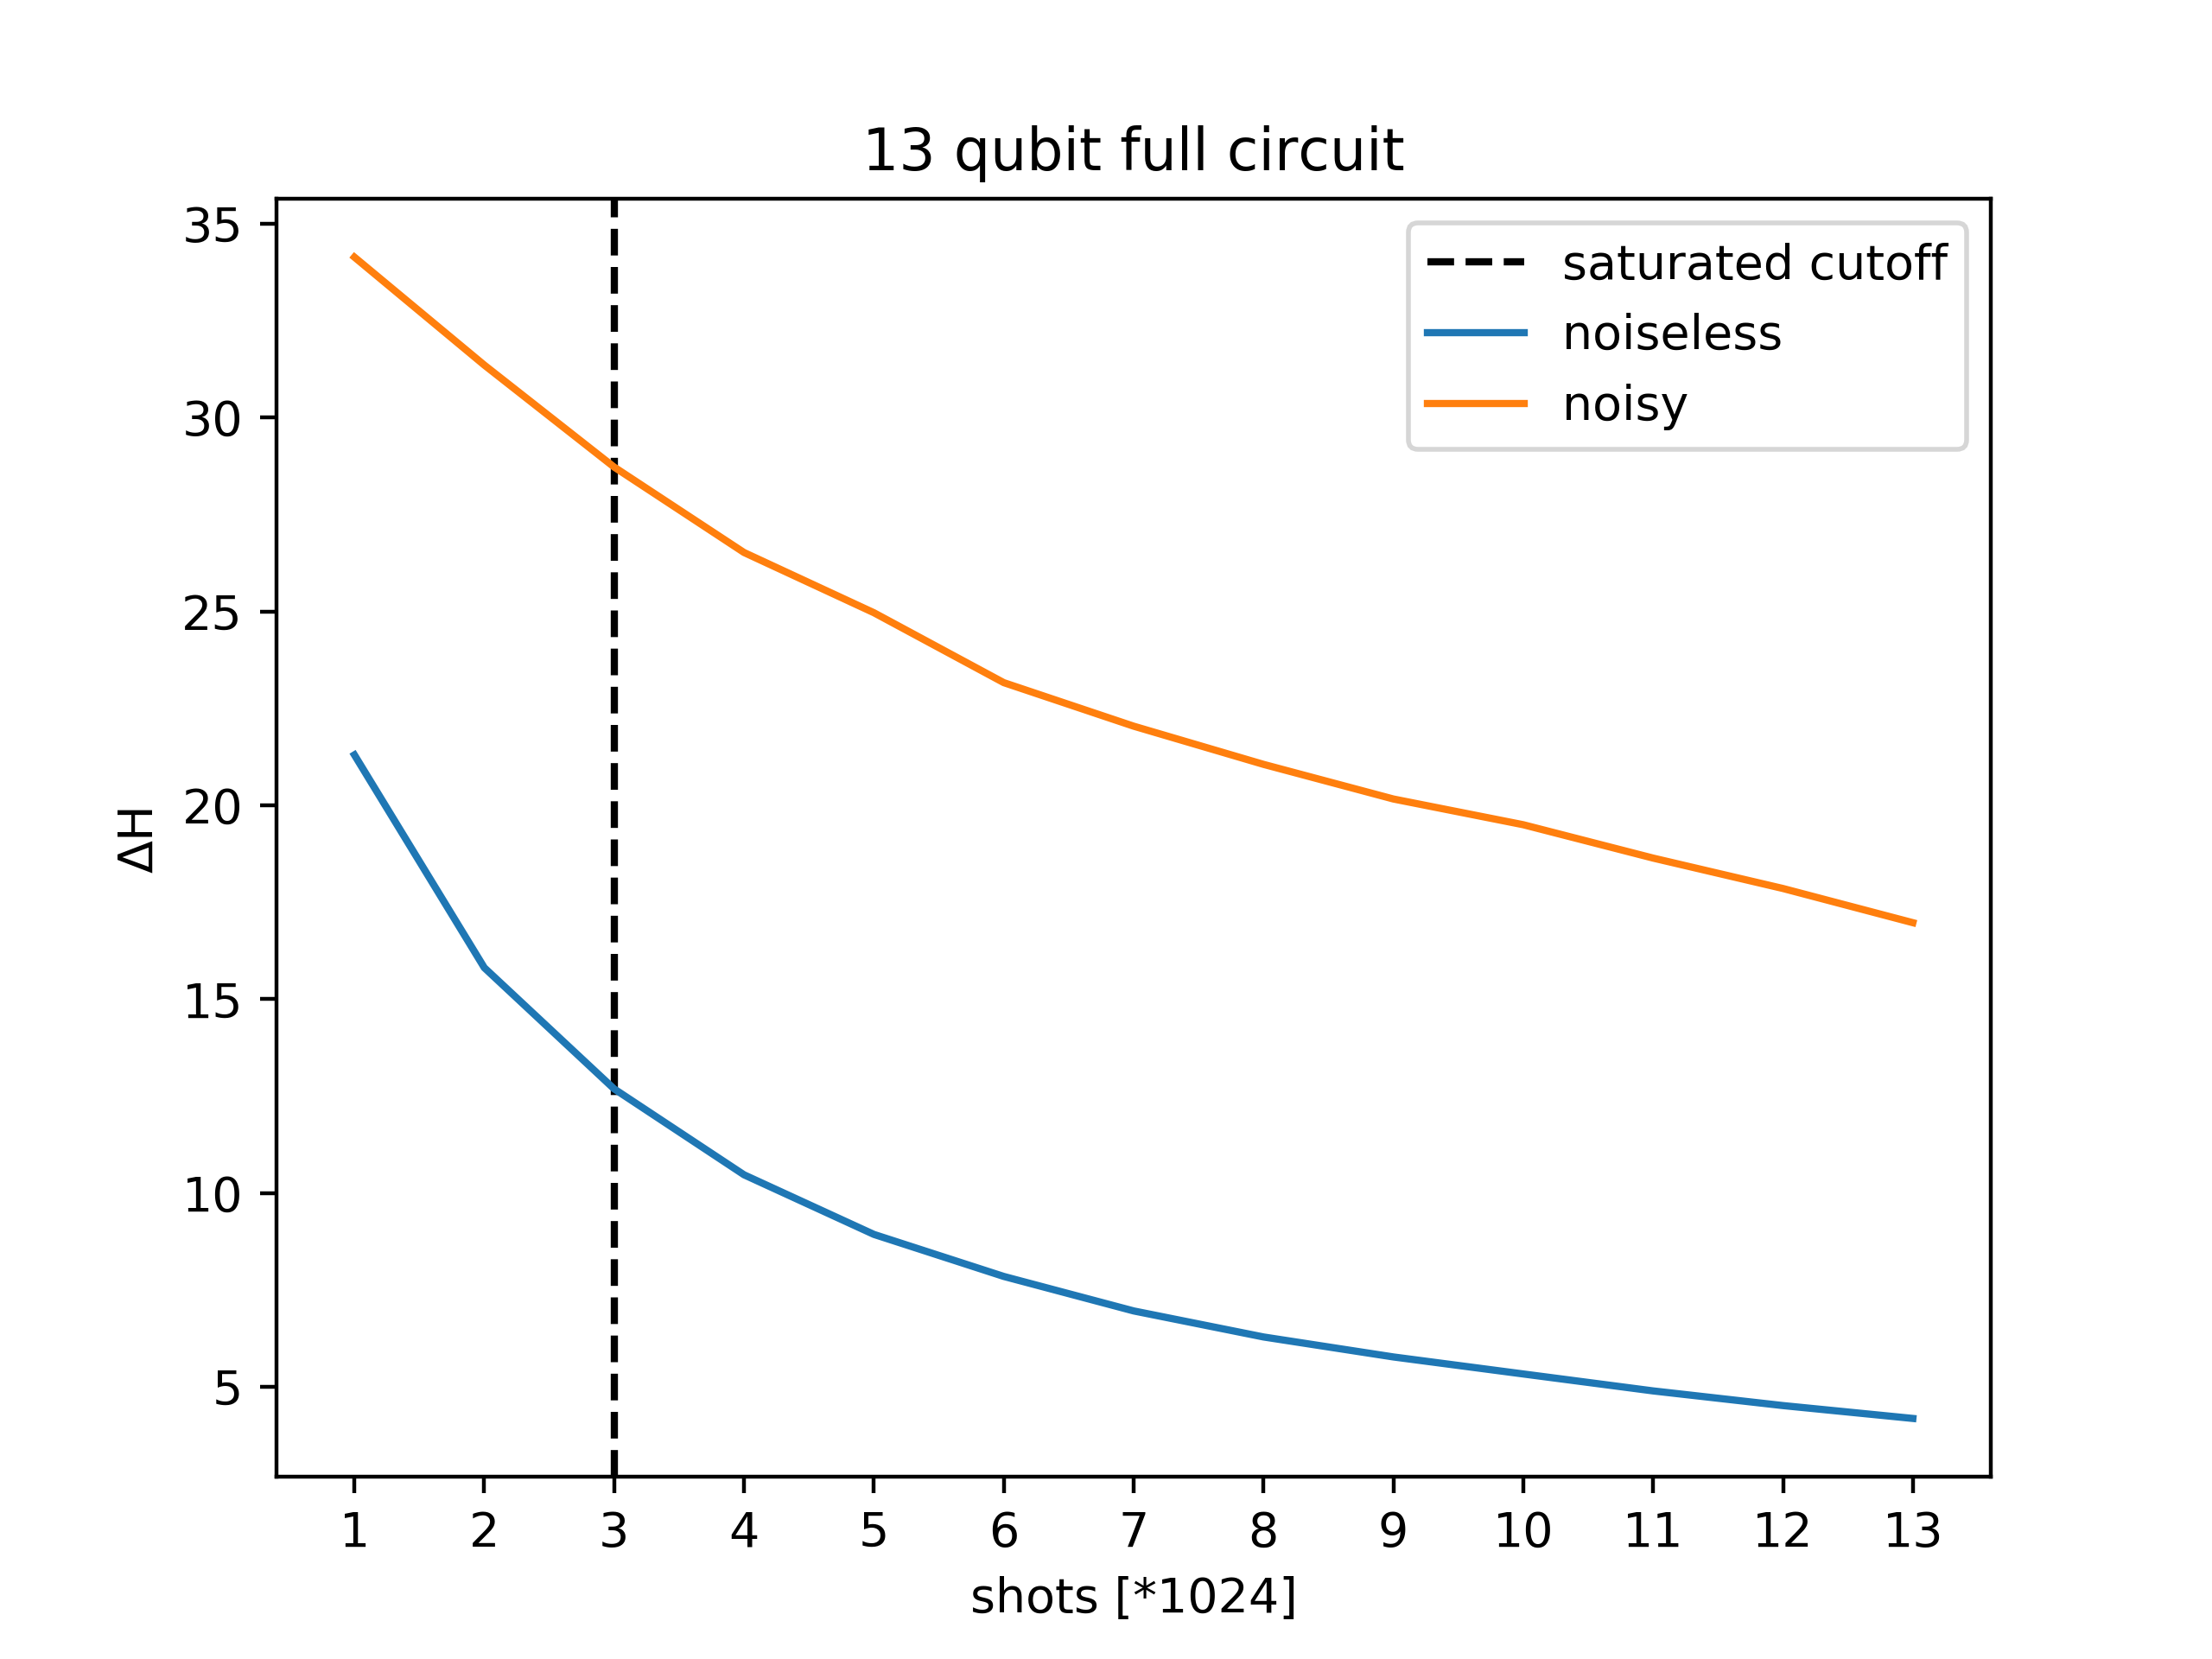 13 qubit full circuit
35
30
25
20
15
10
5
ΔH
saturated cutoff
noiseless
noisy
1 2 3 4 5 6 7 8 9 10 11 12 13
shots [*1024]